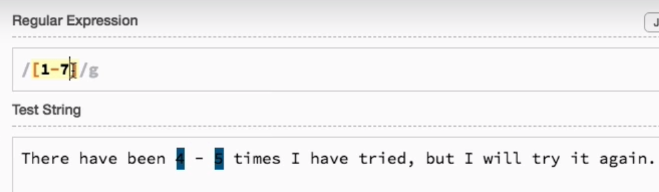 Regular Expression
J
/[1-7]/g
Test String
There have been 4 - 5 times I have tried, but I will try it again.